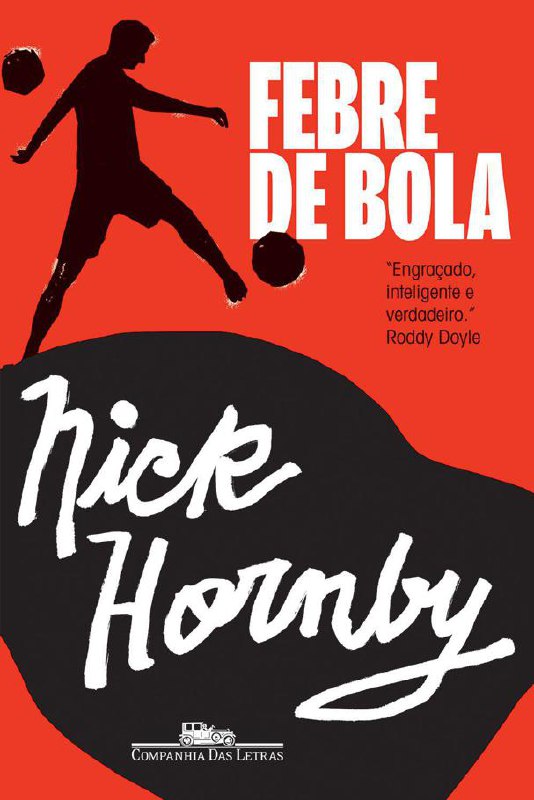 FEBRE
DE BOLA
"Engraçado,
inteligente e
verdadeiro."
Roddy Doyle
Nick
Hornby
COMPANHIA DAS LETRAS